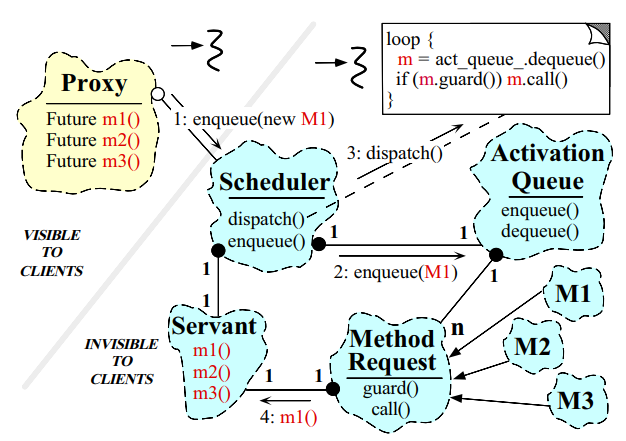 loop {
m = act_queue_.dequeue()
if (m.guard()) m.call()
}
Proxy
Future m1()
Future m2()
Future m3()
1: enqueue(new M1)
3: dispatch()
Scheduler
dispatch()
enqueue()
Activation
Queue
enqueue()
dequeue()
VISIBLE
TO
CLIENTS
1
1
2: enqueue(M1)
1
1
1
n
M1
M2
M3
INVISIBLE
TO
CLIENTS
Servant
m1()
m2()
m3()
Method
Request
guard()
call()
1
1
4: m1()